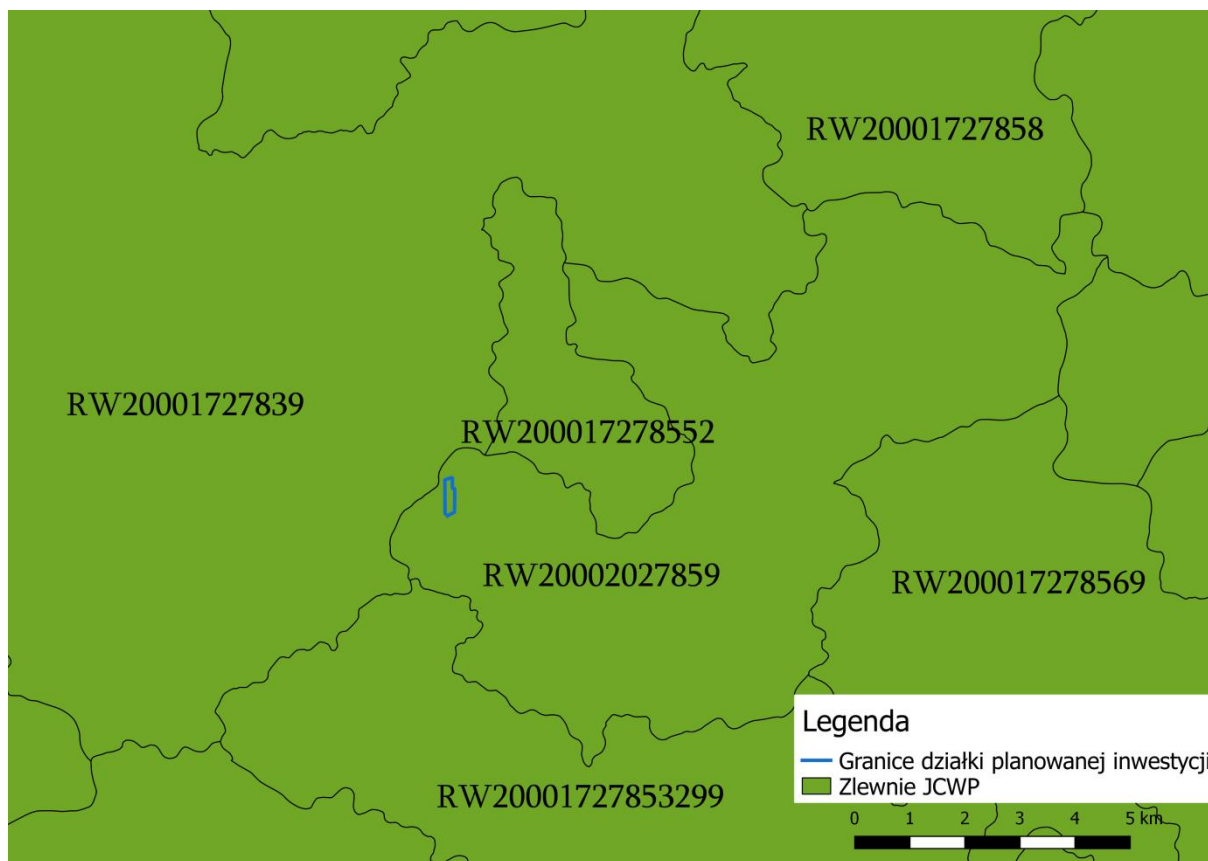 RW20001727858
RW20001727839
RW200017278552
RW20002027859
RW200017278569
RW20001727853299
Legenda
Granice działki planowanej inwestycji
Zlewnie JCWP
0 1 2 3 4 5 km